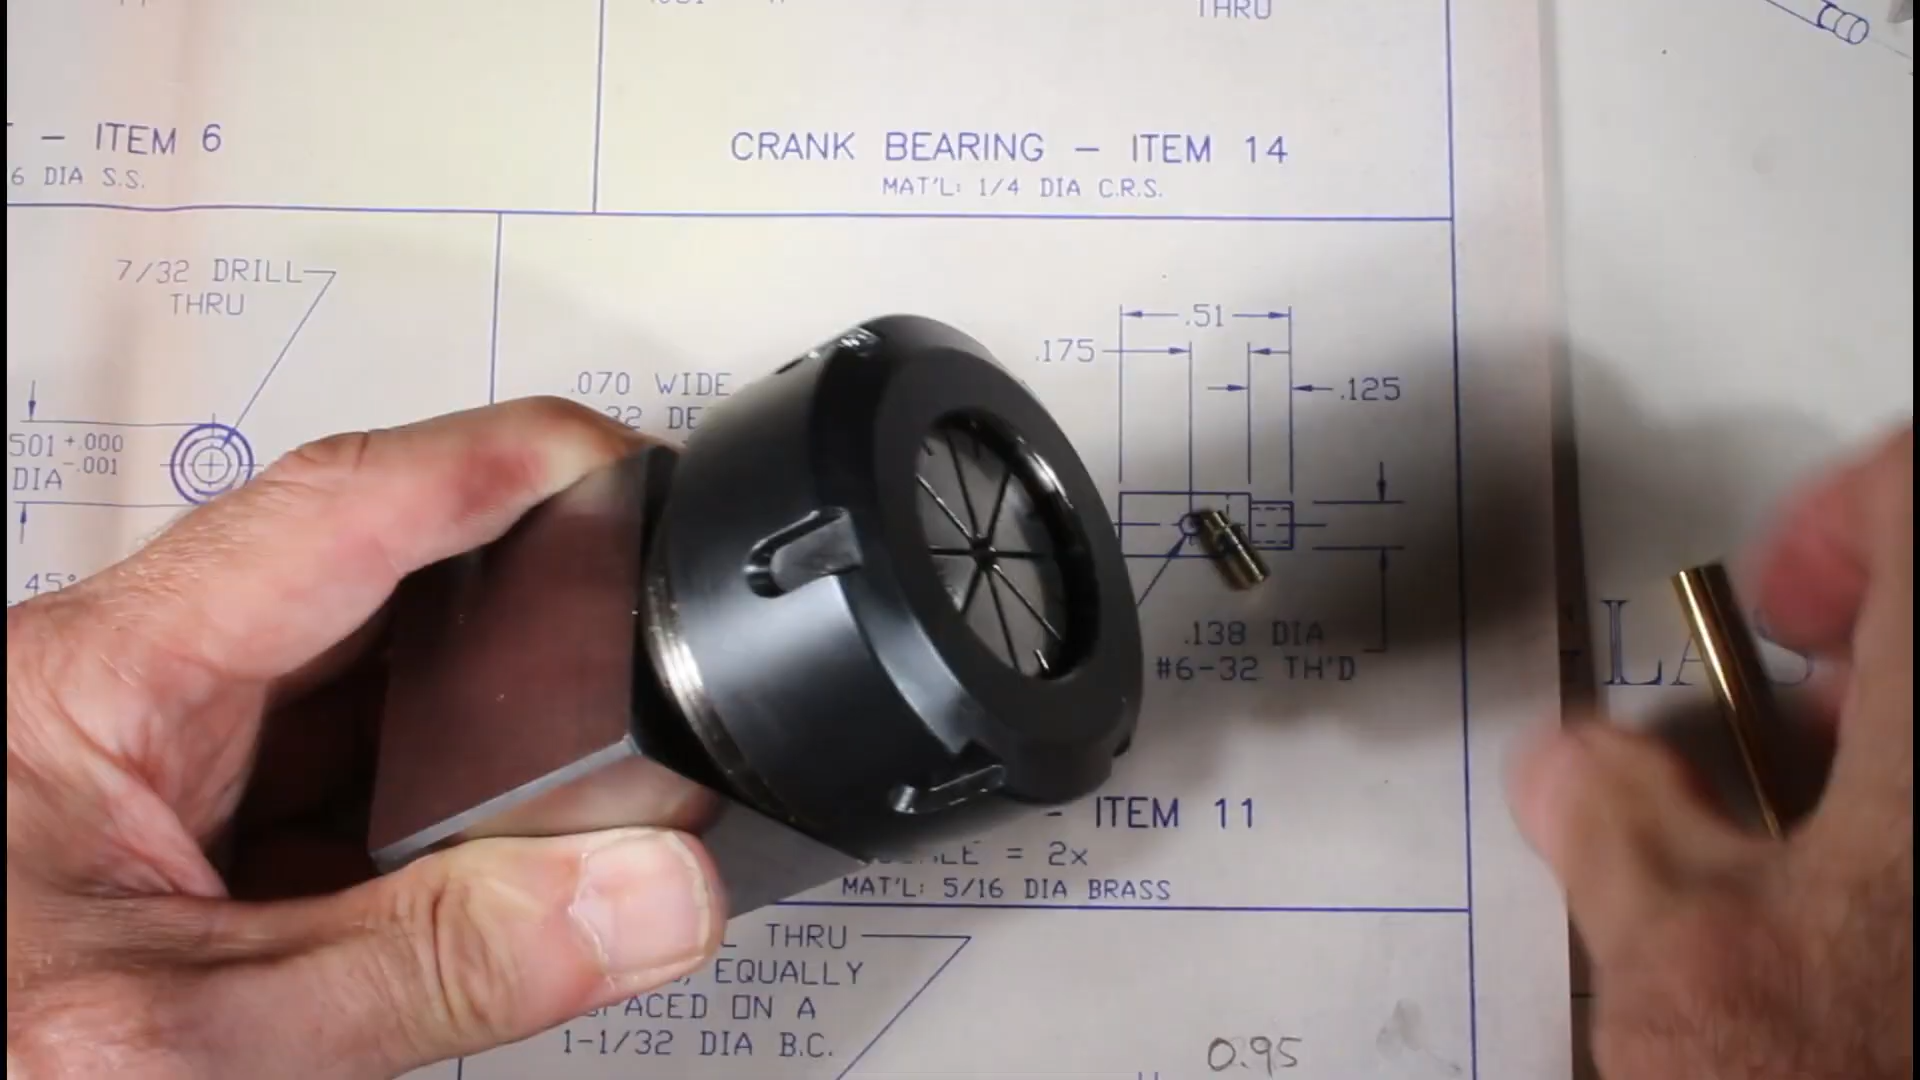 THRU
— ITEM 6
6 DIA S.S.
CRANK BEARING — ITEM 14
MAT'L: 1/4 DIA C.R.S.
7/32 DRILL
THRU
.51
.175
.125
.070 WIDE
501 +.000
DIA -.001
45°
.138 DIA
#6-32 TH'D
- ITEM 11
= 2x
MAT'L: 5/16 DIA BRASS
THRU
EQUALLY
ON A
1-1/32 DIA B.C.
0.95